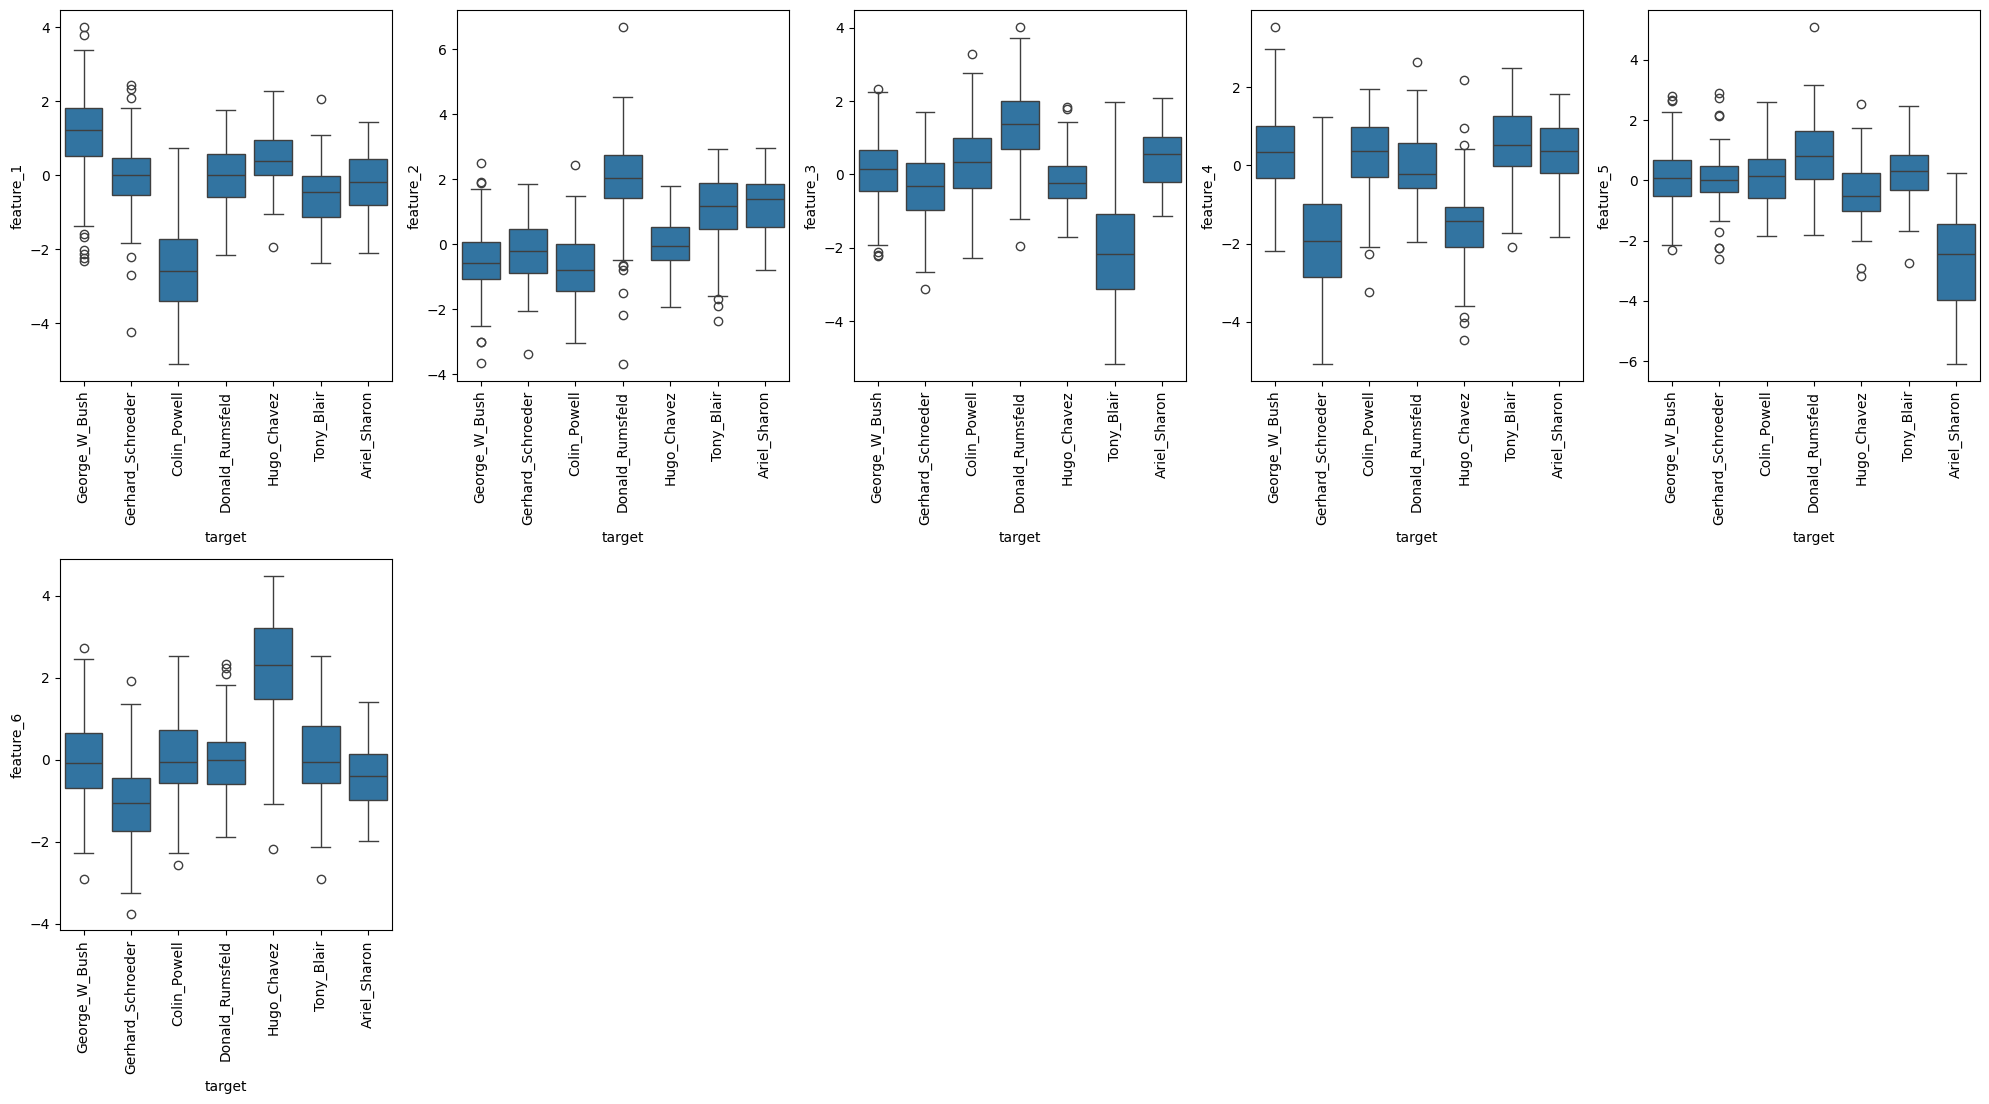 feature_1
4
2
0
−2
−4
George_W_Bush
Gerhard_Schroeder
Colin_Powell
Donald_Rumsfeld
Hugo_Chavez
Tony_Blair
Ariel_Sharon
target
feature_2
6
4
2
0
−2
−4
George_W_Bush
Gerhard_Schroeder
Colin_Powell
Donald_Rumsfeld
Hugo_Chavez
Tony_Blair
Ariel_Sharon
target
feature_3
4
2
0
−2
−4
George_W_Bush
Gerhard_Schroeder
Colin_Powell
Donald_Rumsfeld
Hugo_Chavez
Tony_Blair
Ariel_Sharon
target
feature_4
2
0
−2
−4
George_W_Bush
Gerhard_Schroeder
Colin_Powell
Donald_Rumsfeld
Hugo_Chavez
Tony_Blair
Ariel_Sharon
target
feature_5
4
2
0
−2
−4
−6
George_W_Bush
Gerhard_Schroeder
Colin_Powell
Donald_Rumsfeld
Hugo_Chavez
Tony_Blair
Ariel_Sharon
target
feature_6
4
2
0
−2
−4
George_W_Bush
Gerhard_Schroeder
Colin_Powell
Donald_Rumsfeld
Hugo_Chavez
Tony_Blair
Ariel_Sharon
target